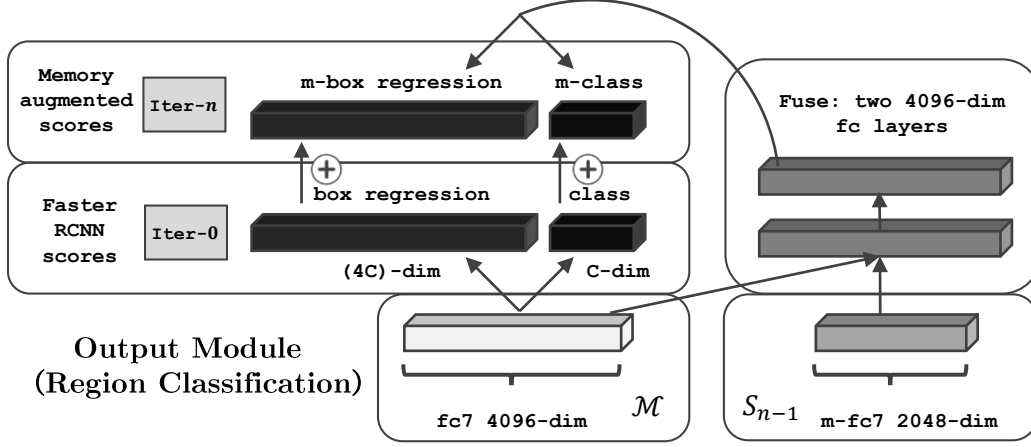 Memory
augmented
scores
Iter-n
m-box regression
m-class
Fuse: two 4096-dim
fc layers
+
+
Faster
RCNN
scores
Iter-0
box regression
class
(4C)-dim
C-dim
Output Module
(Region Classification)
fc7 4096-dim
ℳ
Sₙ₋₁
m-fc7 2048-dim